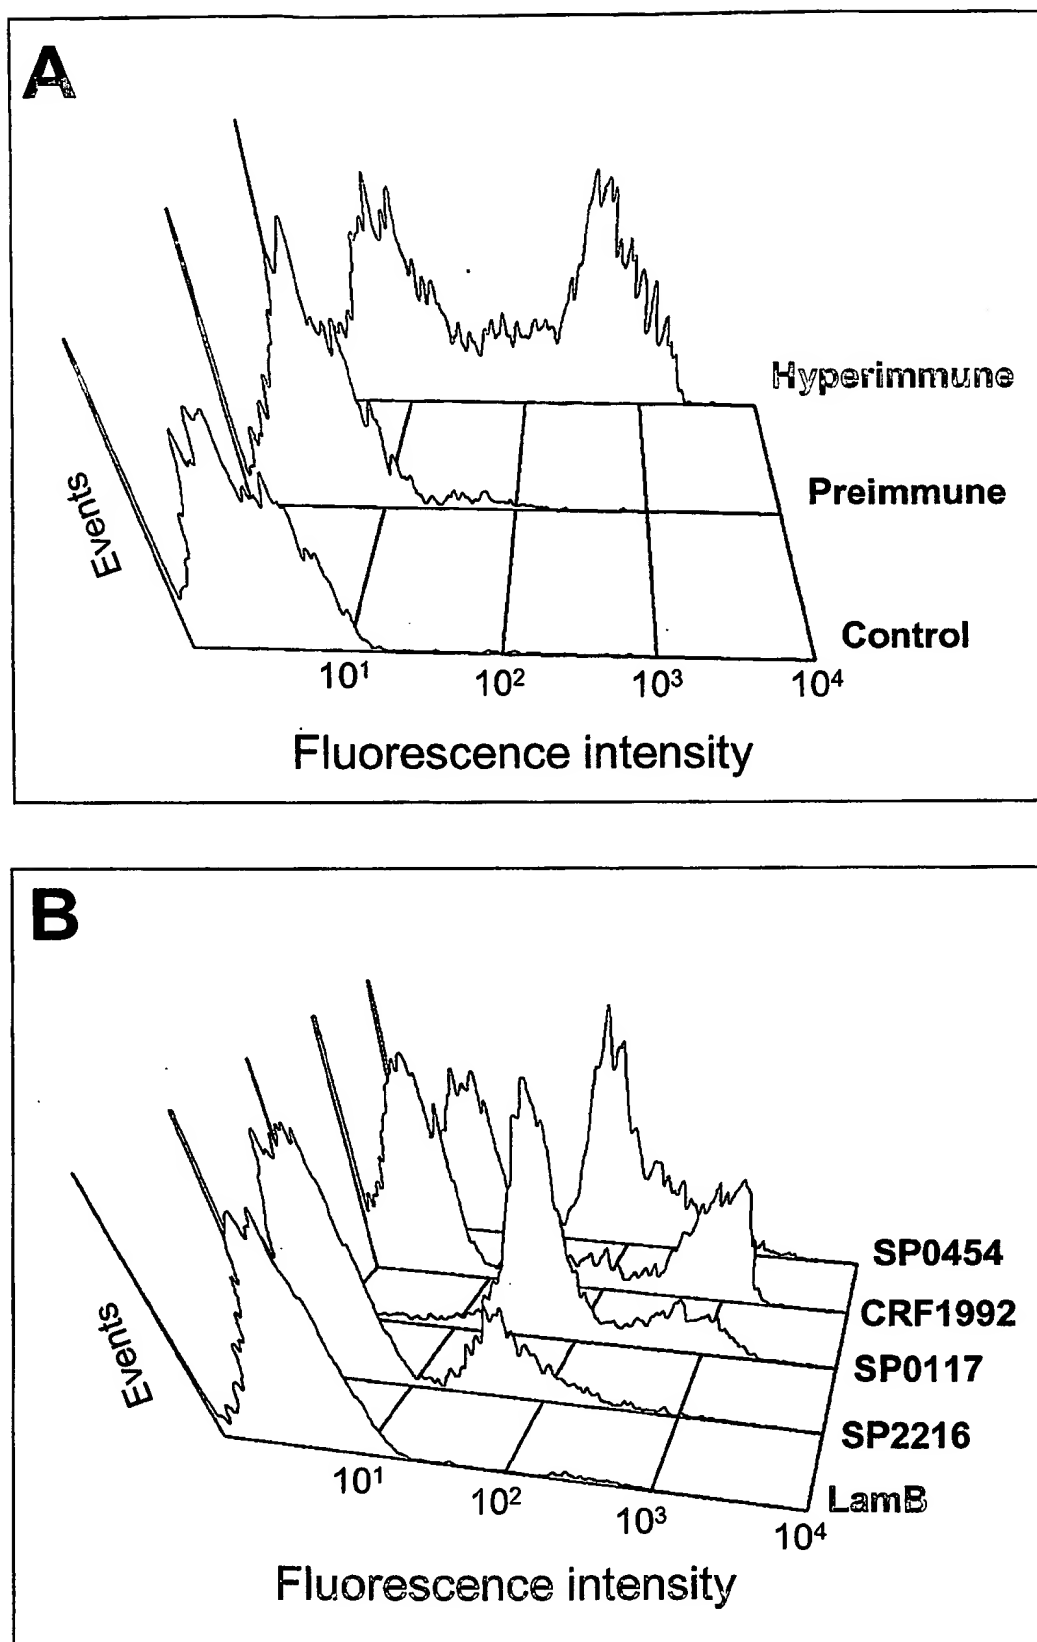 A
Hyperimmune
Preimmune
Control
Events
10¹ 10² 10³ 10⁴
Fluorescence intensity
B
SP0454
CRF1992
SP0117
SP2216
LamB
Events
10¹ 10² 10³ 10⁴
Fluorescence intensity